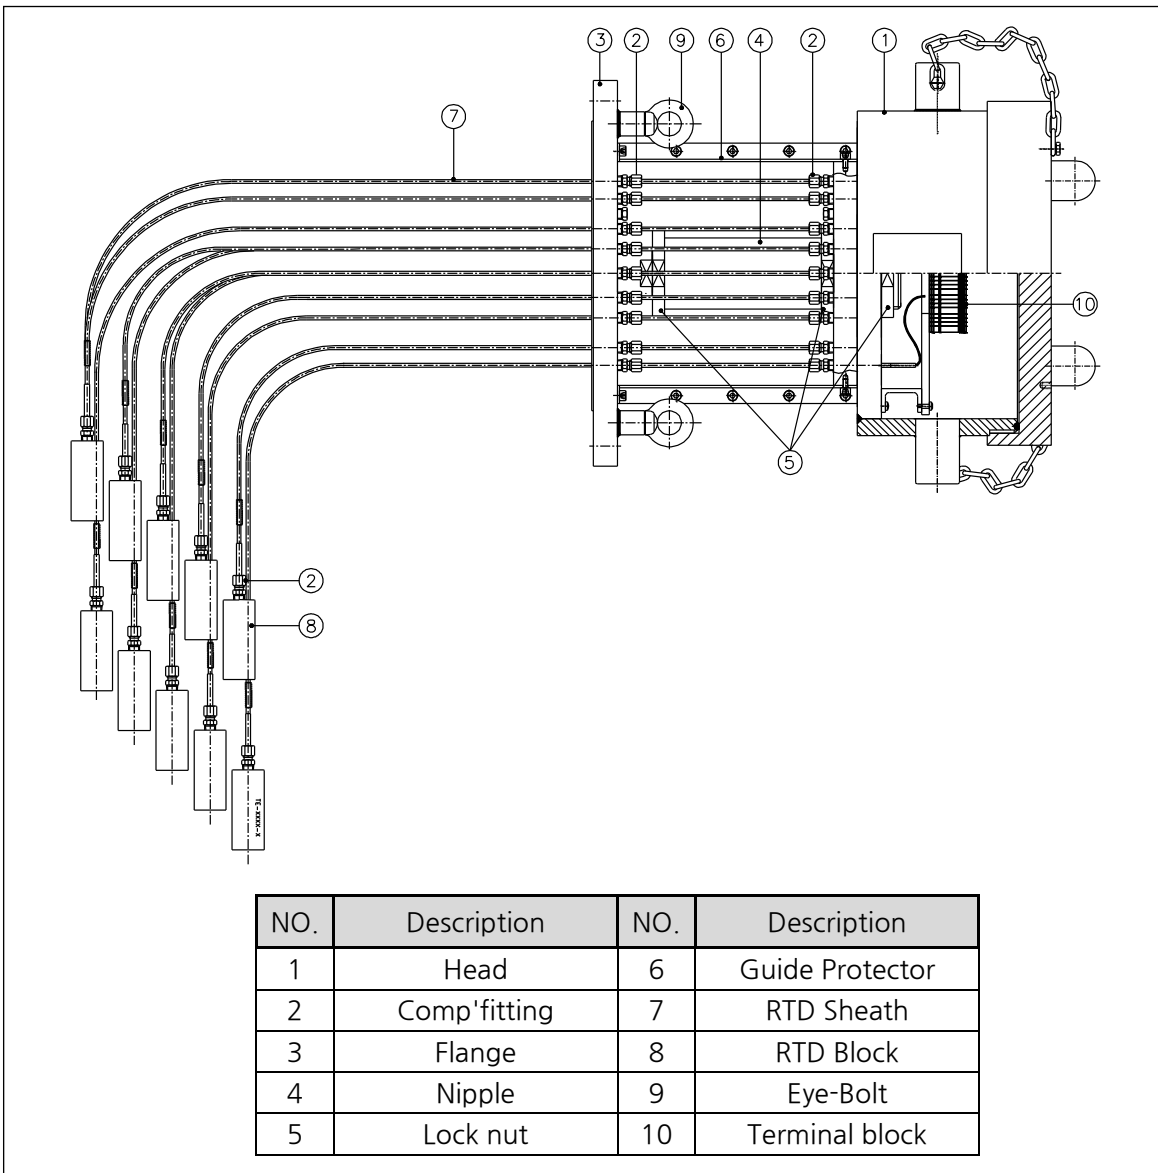 3 2 9 6 4 2 1
7
10
5
2
8
TE-XXXX-X
NO. Description NO. Description
1 Head 6 Guide Protector
2 Comp'fitting 7 RTD Sheath
3 Flange 8 RTD Block
4 Nipple 9 Eye-Bolt
5 Lock nut 10 Terminal block